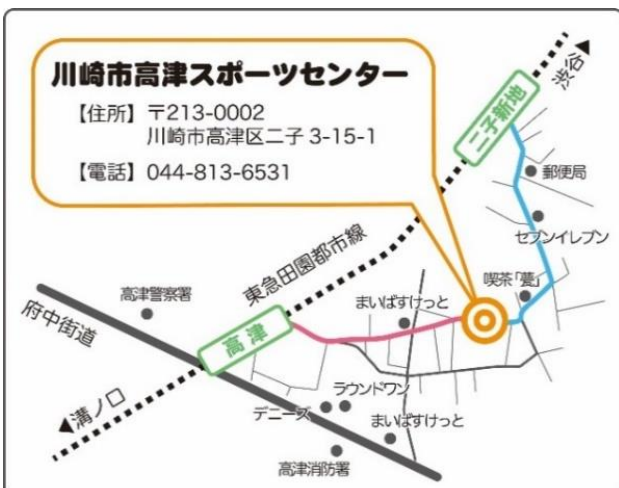 川崎市高津スポーツセンター
【住所】〒213-0002
川崎市高津区二子 3-15-1
【電話】044-813-6531
渋谷▲
二子新地
郵便局
セブンイレブン
喫茶「甍」
東急田園都市線
まいばすけっと
高津警察署
府中街道
高津
▲溝ノ口
ラウンドワン
デニーズ
まいばすけっと
高津消防署